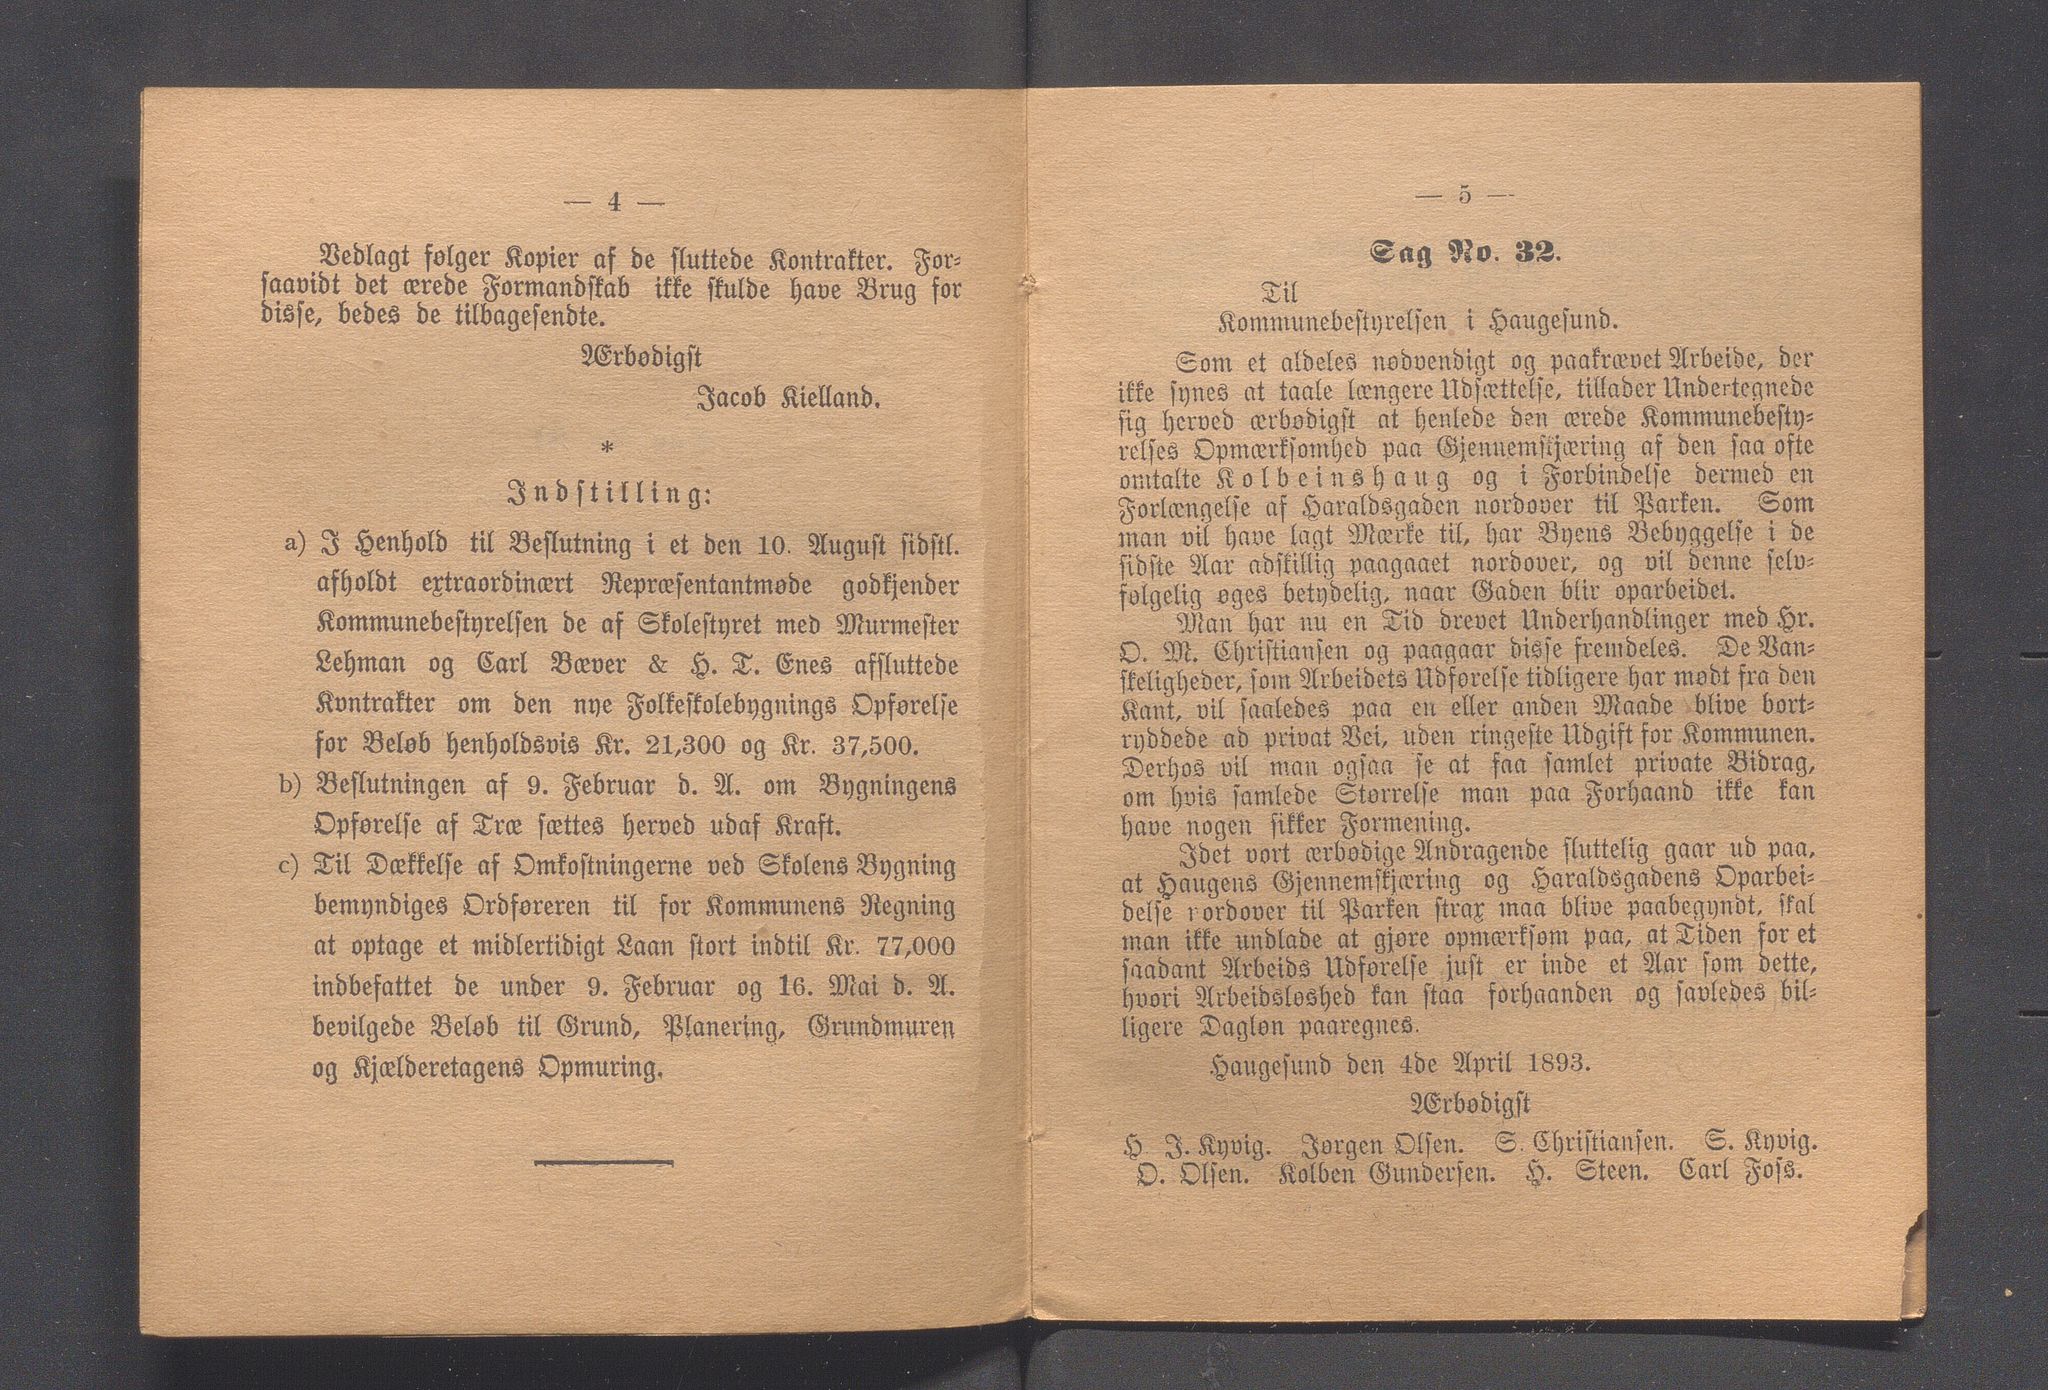 — 4 —
Vedlagt følger Kopier af de sluttede Kontrakter. For-
saavidt det ærede Formandskab ikke skulde have Brug for
disse, bedes de tilbagesendte.
Ærbødigst
Jacob Kielland.
*
Indstilling:
a) I Henhold til Beslutning i et den 10. August sidstl.
afholdt extraordinært Repræsentantmøde godkjender
Kommunebestyrelsen de af Skolestyret med Murmester
Lehman og Carl Bæver & H. T. Enes afsluttede
Kvntrakter om den nye Folkeskolebygnings Opførelse
for Beløb henholdsvis Kr. 21,300 og Kr. 37,500.
b) Beslutningen af 9. Februar d. A. om Bygningens
Opførelse af Træ sættes herved udaf Kraft.
c) Til Dækkelse af Omkostningerne ved Skolens Bygning
bemyndiges Ordføreren til for Kommunens Regning
at optage et midlertidigt Laan stort indtil Kr. 77,000
indbefattet de under 9. Februar og 16. Mai d. A.
bevilgede Beløb til Grund, Planering, Grundmuren
og Kjælderetagens Opmuring.
— 5 —
Sag No. 32.
Til
Kommunebestyrelsen i Haugesund.
Som et aldeles nødvendigt og paakrævet Arbeide, der
ikke synes at taale længere Udsættelse, tillader Undertegnede
sig herved ærbødigst at henlede den ærede Kommunebesty-
relses Opmærksomhed paa Gjennemskjæring af den saa ofte
omtalte Kolbeinshaug og i Forbindelse dermed en
Forlængelse af Haraldsgaden nordover til Parken. Som
man vil have lagt Mærke til, har Byens Bebyggelse i de
sidste Aar adskillig paagaaet nordover, og vil denne selv-
følgelig øges betydelig, naar Gaden blir oparbeidet.
Man har nu en Tid drevet Underhandlinger med Hr.
O. M. Christiansen og paagaar disse fremdeles. De Van-
skeligheder, som Arbeidets Udførelse tidligere har mødt fra den
Kant, vil saaledes paa en eller anden Maade blive bort-
ryddede ad privat Vei, uden ringeste Udgift for Kommunen.
Derhos vil man ogsaa se at faa samlet private Bidrag,
om hvis samlede Størrelse man paa Forhaand ikke kan
have nogen sikker Formening.
Idet vort ærbødige Andragende sluttelig gaar ud paa,
at Haugens Gjennemskjæring og Haraldsgadens Oparbei-
delse nordover til Parken strax maa blive paabegyndt, skal
man ikke undlade at gjøre opmærksom paa, at Tiden for et
saadant Arbeids Udførelse just er inde et Aar som dette,
hvori Arbeidsløshed kan staa forhaanden og savledes bil-
ligere Dagløn paaregnes.
Haugesund den 4de April 1893.
Ærbødigst
H J. Kyvig. Jørgen Olsen. S. Christiansen. S. Kyvig.
O. Olsen. Kolben Gundersen. H. Steen. Carl Foss.